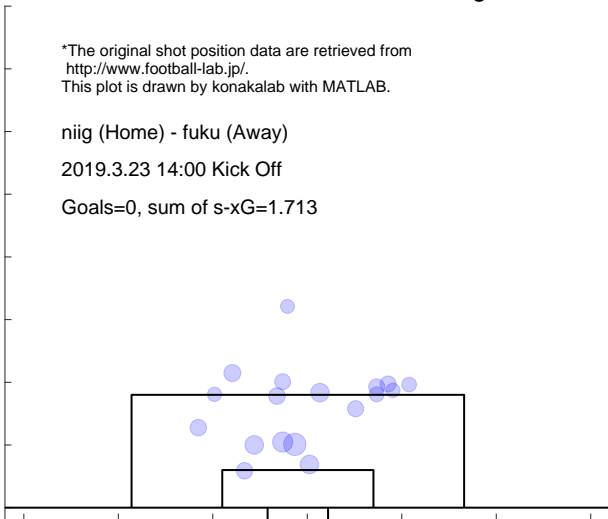 *The original shot position data are retrieved from
http://www.football-lab.jp/.
This plot is drawn by konakalab with MATLAB.
niig (Home) - fuku (Away)
2019.3.23 14:00 Kick Off
Goals=0, sum of s-xG=1.713